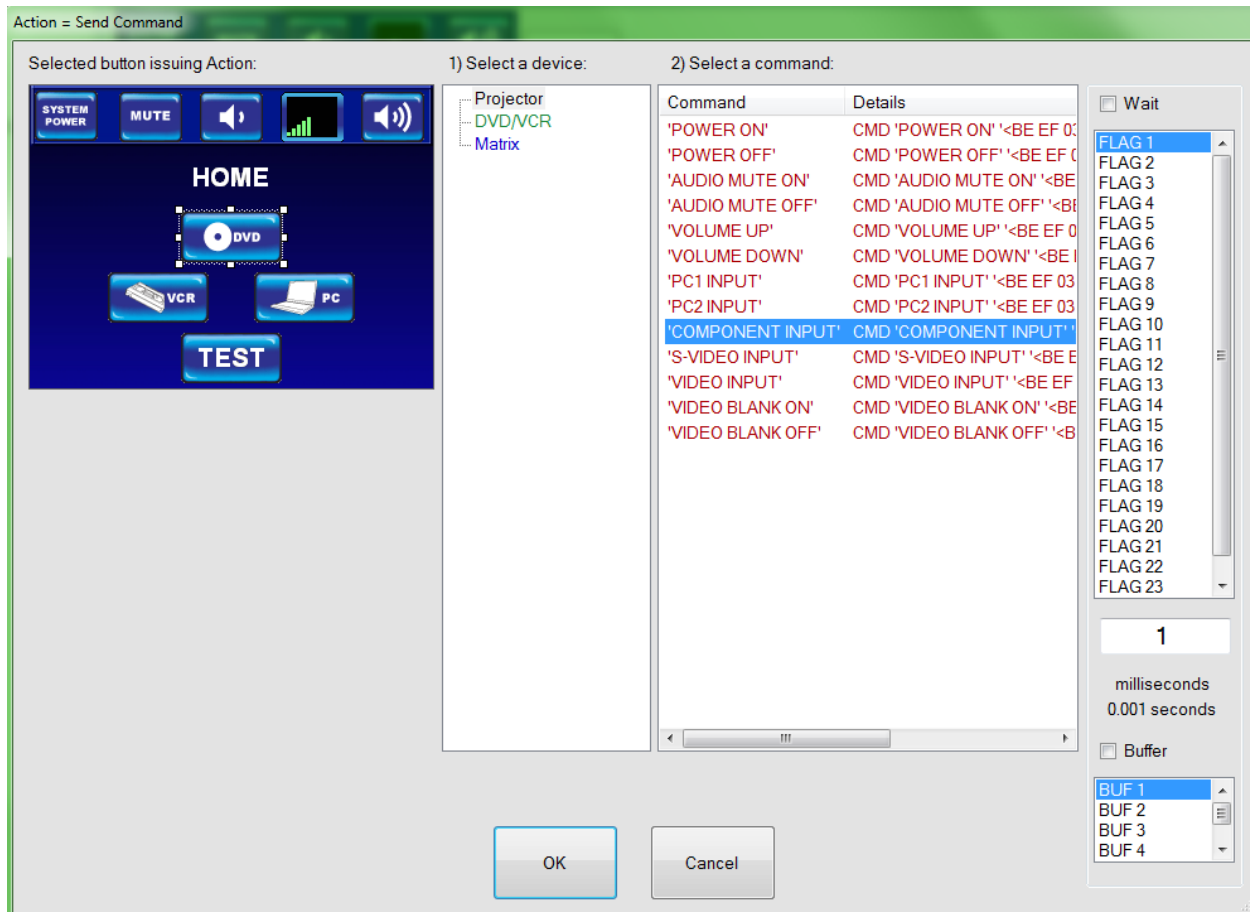 Action = Send Command
Selected button issuing Action:
SYSTEM
POWER
MUTE
HOME
DVD
VCR
PC
TEST
1) Select a device:
Projector
DVD/VCR
Matrix
2) Select a command:
Command Details
'POWER ON' CMD 'POWER ON' '<BE EF 03
'POWER OFF' CMD 'POWER OFF' '<BE EF 0
'AUDIO MUTE ON' CMD 'AUDIO MUTE ON' '<BE
'AUDIO MUTE OFF' CMD 'AUDIO MUTE OFF' '<BE
'VOLUME UP' CMD 'VOLUME UP' '<BE EF 0
'VOLUME DOWN' CMD 'VOLUME DOWN' '<BE
'PC1 INPUT' CMD 'PC1 INPUT' '<BE EF 03
'PC2 INPUT' CMD 'PC2 INPUT' '<BE EF 03
'COMPONENT INPUT' CMD 'COMPONENT INPUT' '
'S-VIDEO INPUT' CMD 'S-VIDEO INPUT' '<BE E
'VIDEO INPUT' CMD 'VIDEO INPUT' '<BE EF
'VIDEO BLANK ON' CMD 'VIDEO BLANK ON' '<BE
'VIDEO BLANK OFF' CMD 'VIDEO BLANK OFF' '<B
Wait
FLAG 1
FLAG 2
FLAG 3
FLAG 4
FLAG 5
FLAG 6
FLAG 7
FLAG 8
FLAG 9
FLAG 10
FLAG 11
FLAG 12
FLAG 13
FLAG 14
FLAG 15
FLAG 16
FLAG 17
FLAG 18
FLAG 19
FLAG 20
FLAG 21
FLAG 22
FLAG 23
1
milliseconds
0.001 seconds
Buffer
BUF 1
BUF 2
BUF 3
BUF 4
OK
Cancel